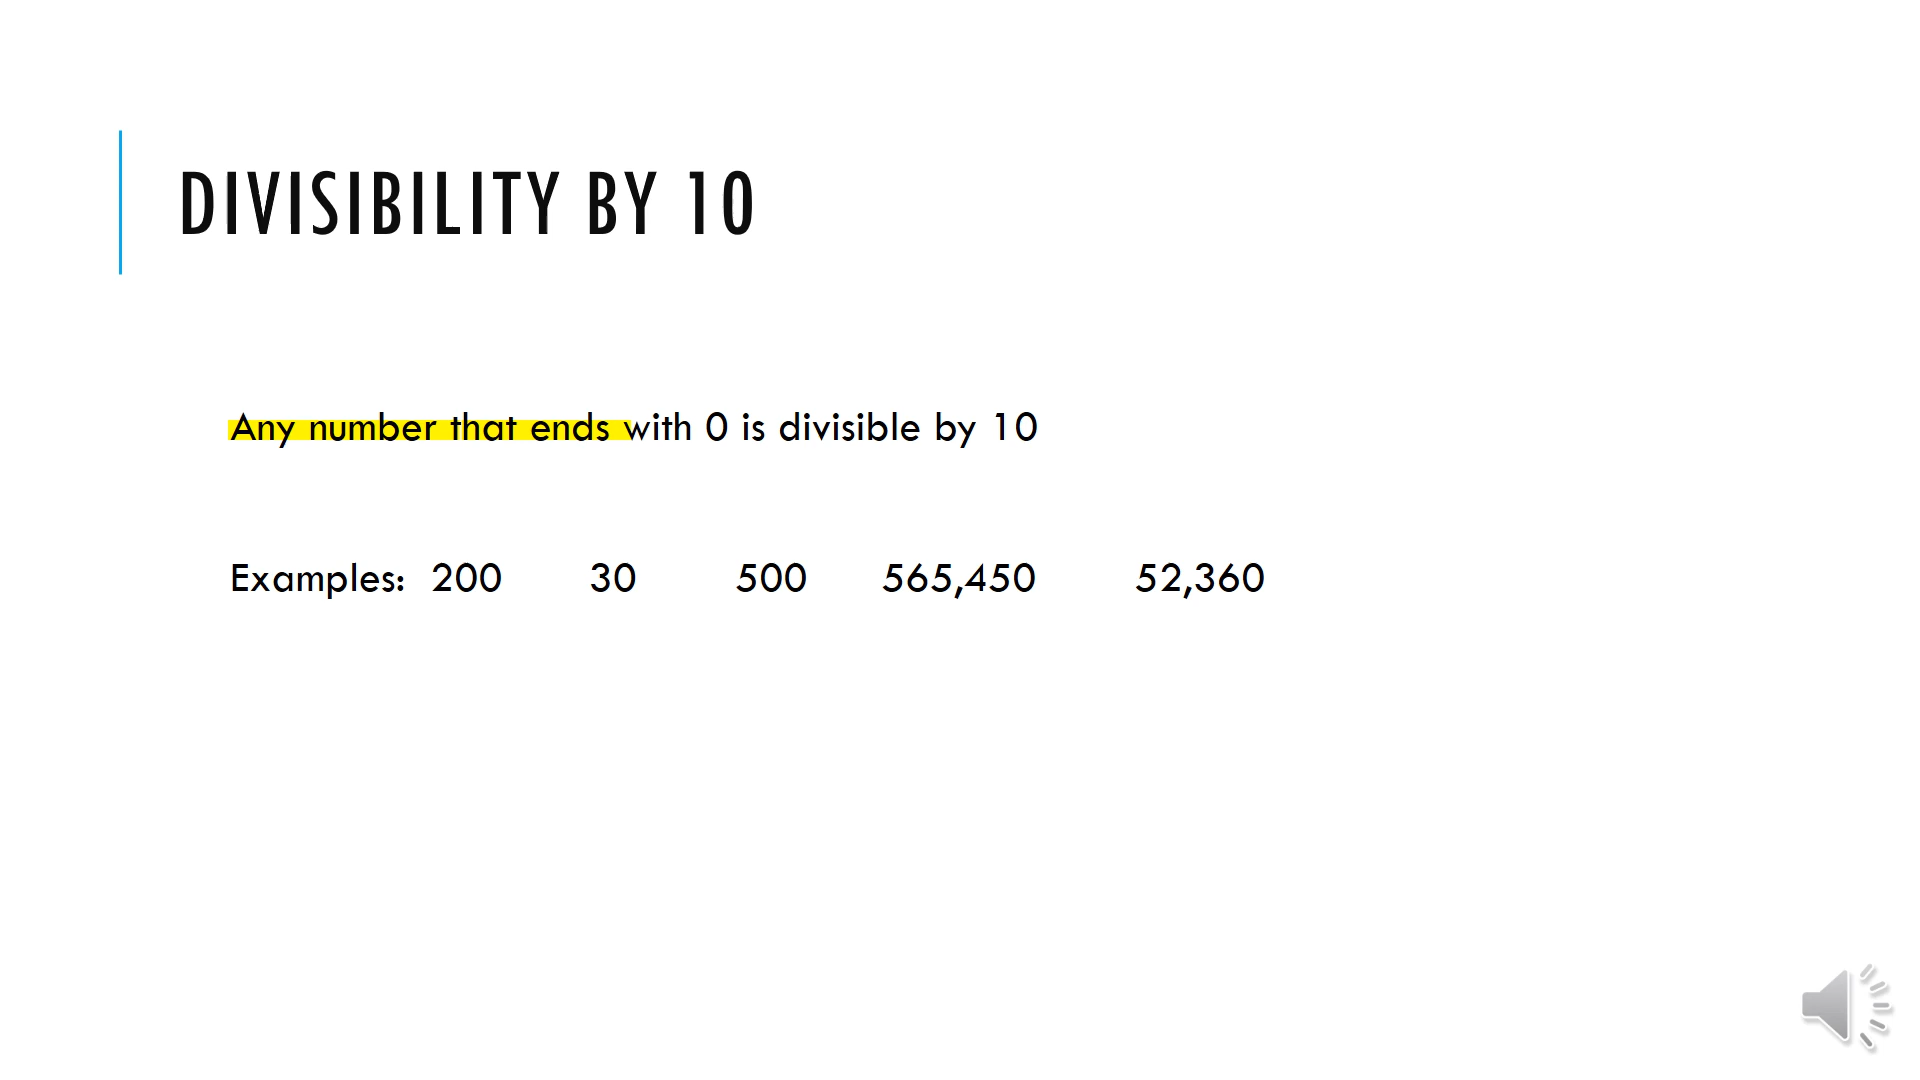 DIVISIBILITY BY 10
Any number that ends with 0 is divisible by 10
Examples: 200 30 500 565,450 52,360